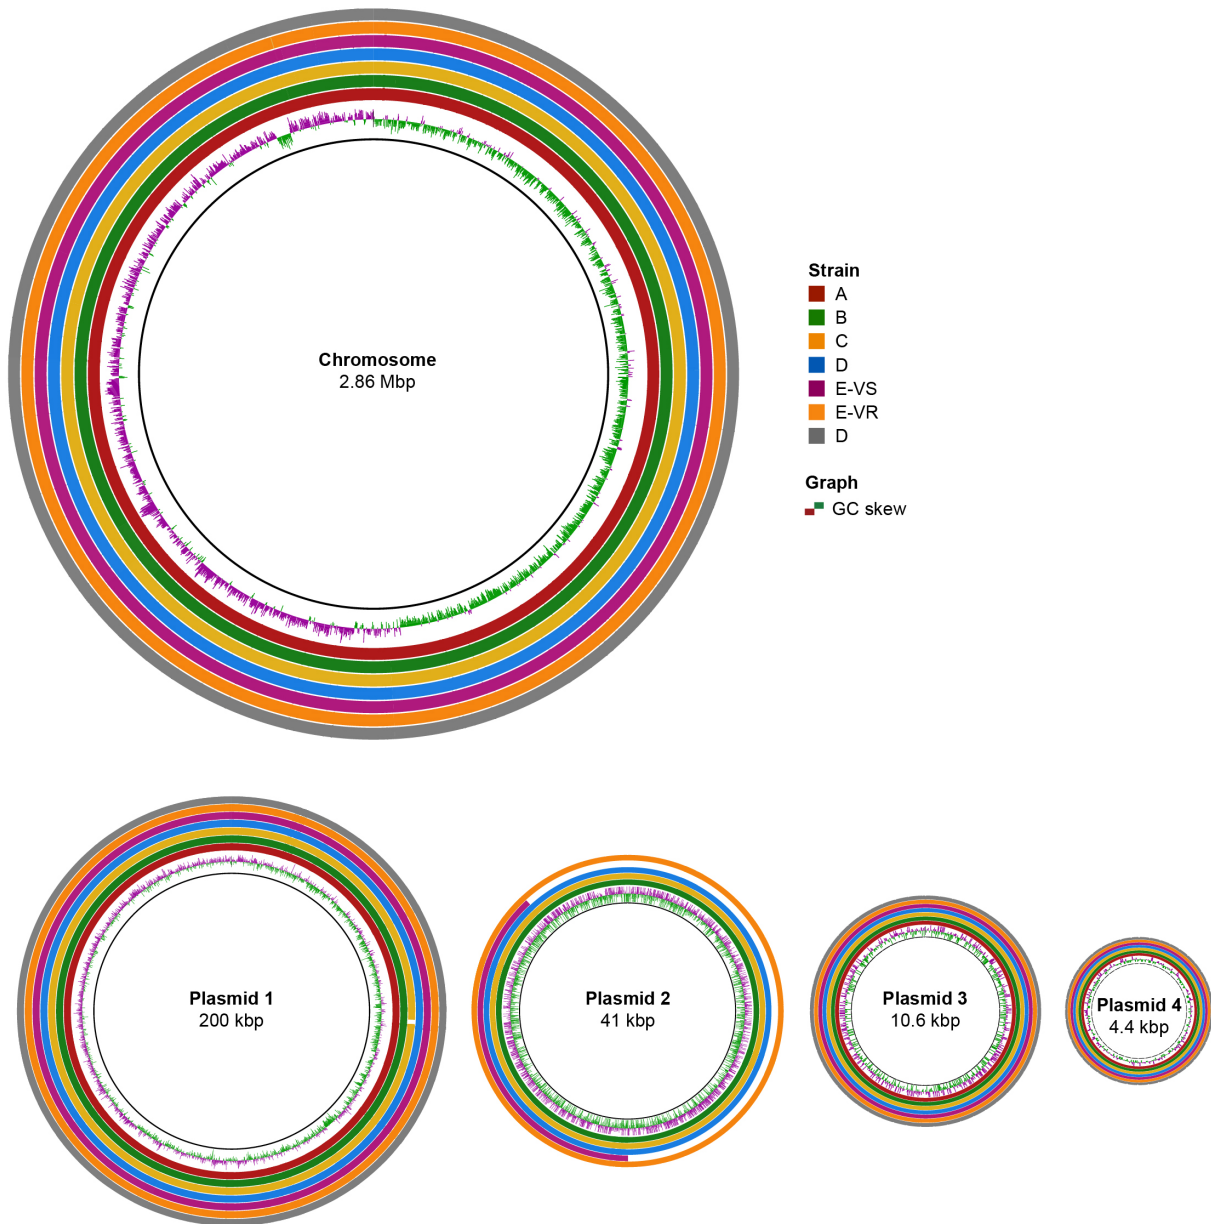 Chromosome
2.86 Mbp
Strain
A
B
C
D
E-VS
E-VR
D
Graph
GC skew
Plasmid 1
200 kbp
Plasmid 2
41 kbp
Plasmid 3
10.6 kbp
Plasmid 4
4.4 kbp